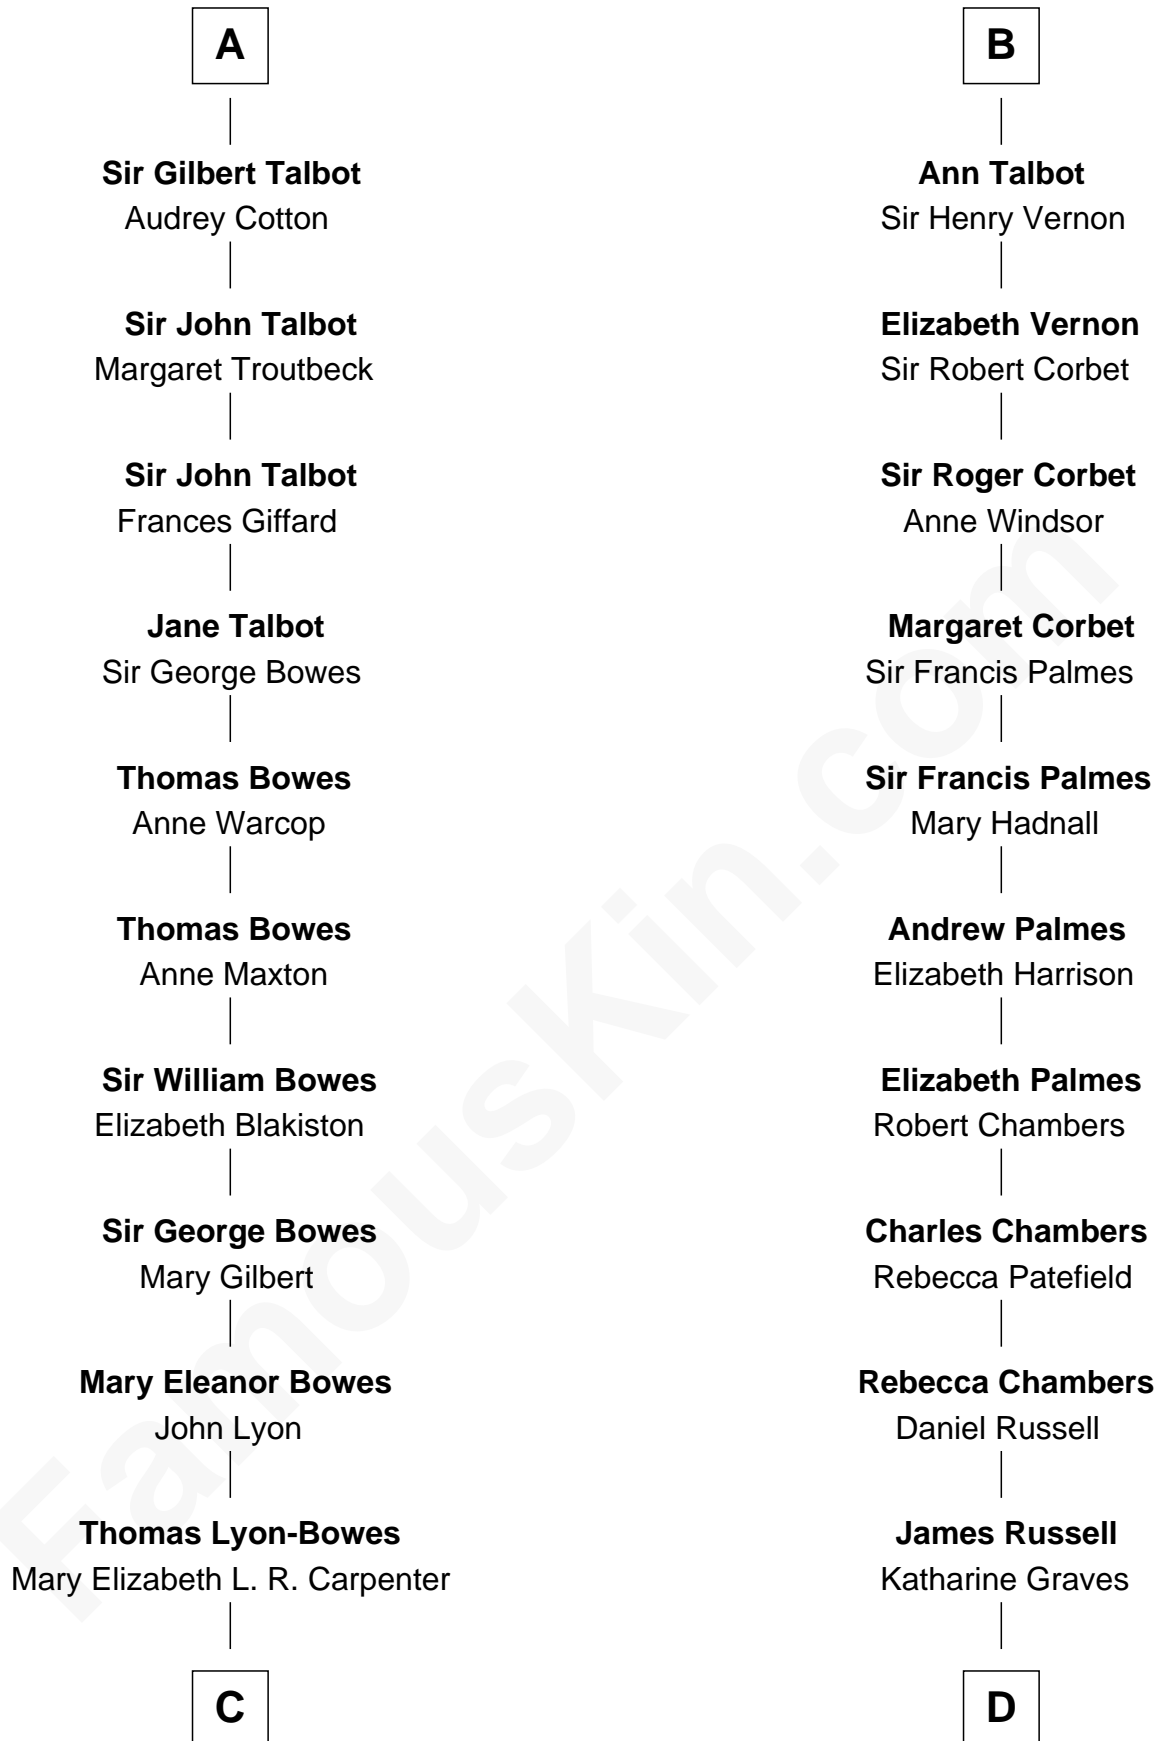 A
Sir Gilbert Talbot
Audrey Cotton
Sir John Talbot
Margaret Troutbeck
Sir John Talbot
Frances Giffard
Jane Talbot
Sir George Bowes
Thomas Bowes
Anne Warcop
Thomas Bowes
Anne Maxton
Sir William Bowes
Elizabeth Blakiston
Sir George Bowes
Mary Gilbert
Mary Eleanor Bowes
John Lyon
Thomas Lyon-Bowes
Mary Elizabeth L. R. Carpenter
C
B
Ann Talbot
Sir Henry Vernon
Elizabeth Vernon
Sir Robert Corbet
Sir Roger Corbet
Anne Windsor
Margaret Corbet
Sir Francis Palmes
Sir Francis Palmes
Mary Hadnall
Andrew Palmes
Elizabeth Harrison
Elizabeth Palmes
Robert Chambers
Charles Chambers
Rebecca Patefield
Rebecca Chambers
Daniel Russell
James Russell
Katharine Graves
D
FamousKin.com